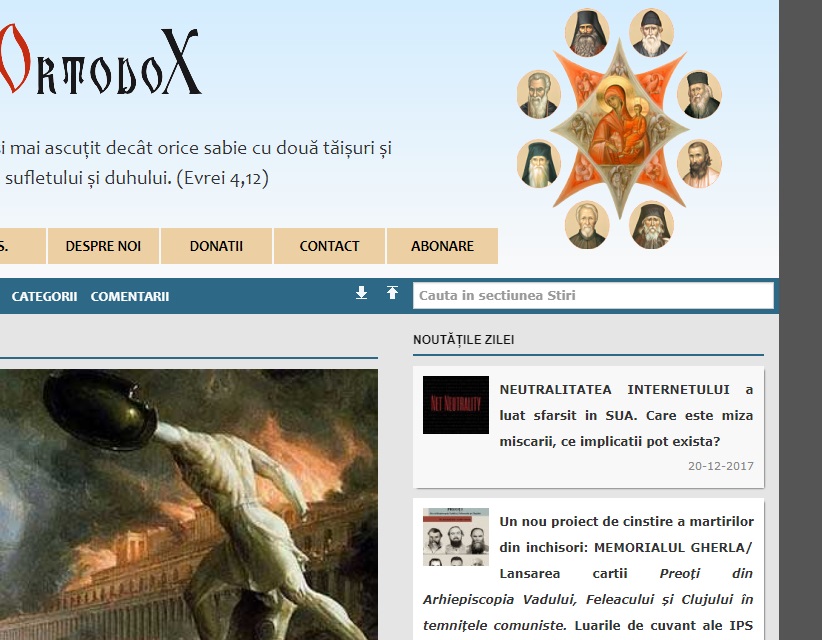 OrtodoX
și mai ascuțit decât orice sabie cu două tăișuri și
sufletului și duhului. (Evrei 4,12)
S.
DESPRE NOI
DONATII
CONTACT
ABONARE
CATEGORII
COMENTARII
Cauta in sectiunea Stiri
NOUTĂȚILE ZILEI
NET NEUTRALITY
NEUTRALITATEA INTERNETULUI a
luat sfarsit in SUA. Care este miza
miscarii, ce implicatii pot exista?
20-12-2017
PREOȚI
Un nou proiect de cinstire a martirilor
din inchisori: MEMORIALUL GHERLA/
Lansarea cartii Preoți din
Arhiepiscopia Vadului, Feleacului și Clujului în
temnițele comuniste. Luarile de cuvant ale IPS